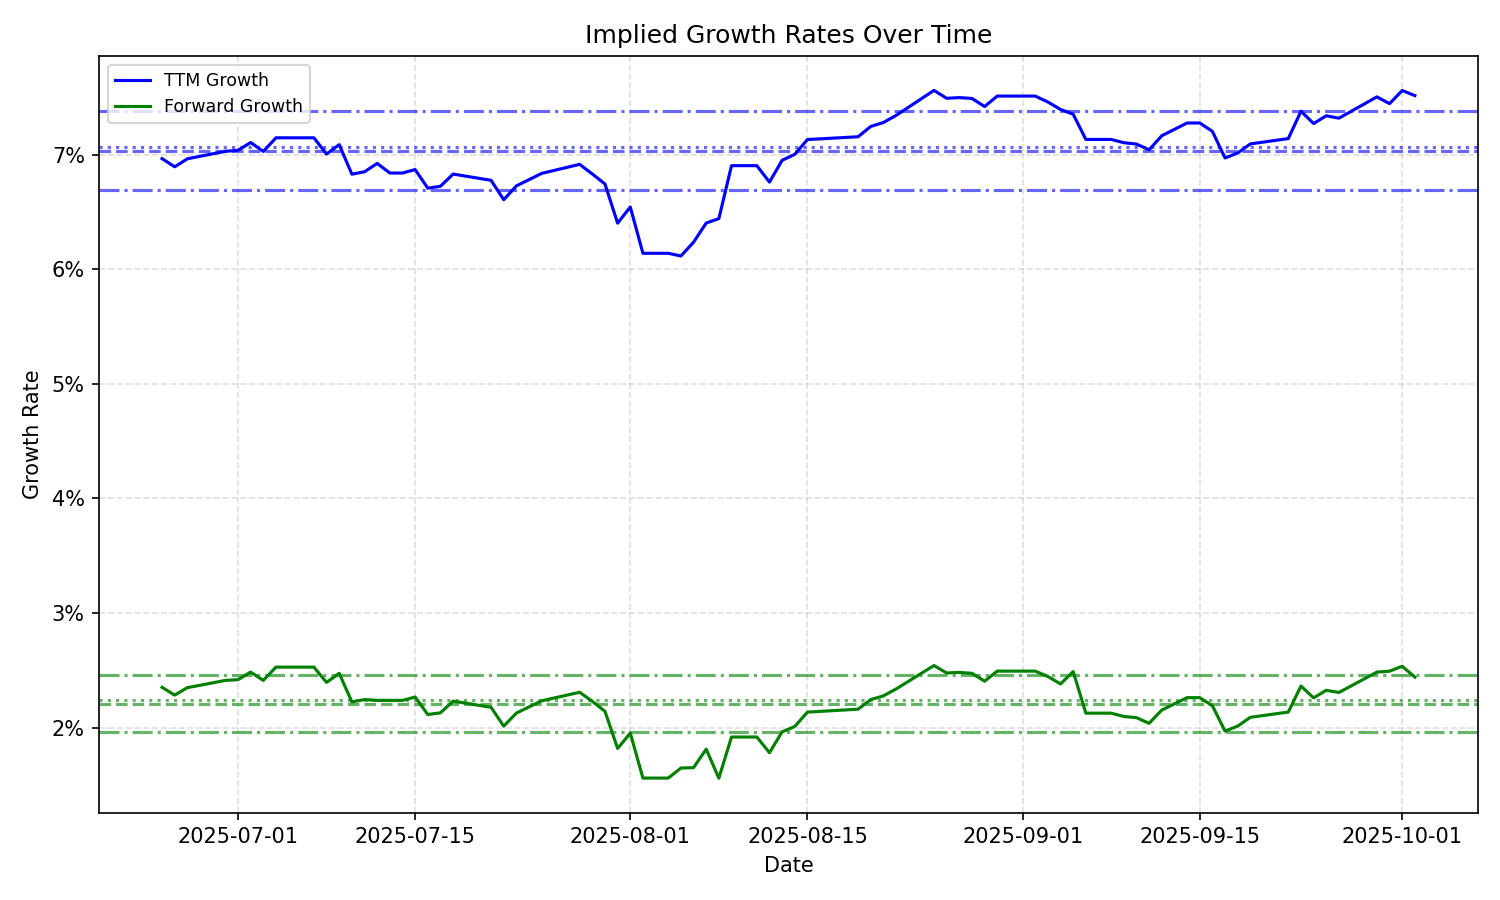 Implied Growth Rates Over Time
TTM Growth
Forward Growth
7%
6%
5%
4%
3%
2%
Growth Rate
2025-07-01
2025-07-15
2025-08-01
2025-08-15
2025-09-01
2025-09-15
2025-10-01
Date